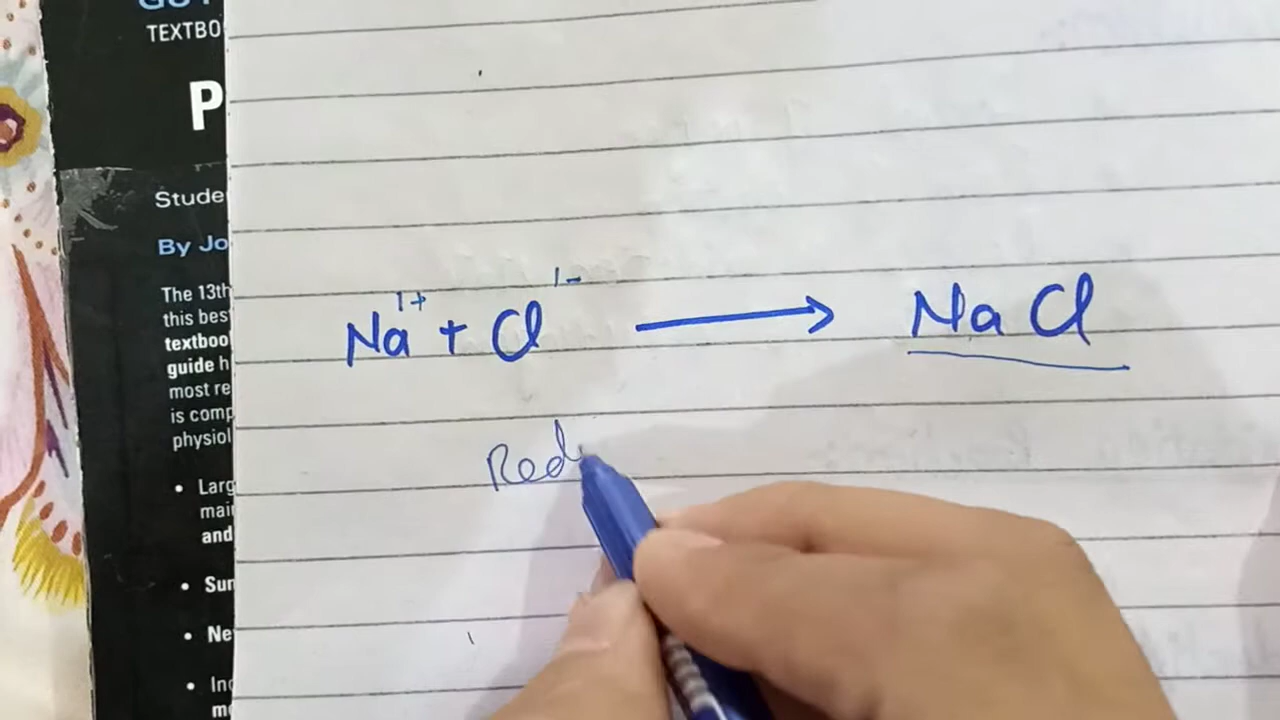 TEXTBO
P
Stude
By Jo
The 13th
this bes
textboo
guide h
most re
is comp
physiol
• Larg
mai
and
• Sur
• Ne
• Inc
Na¹⁺ + Cl¹⁻ → NaCl
Red